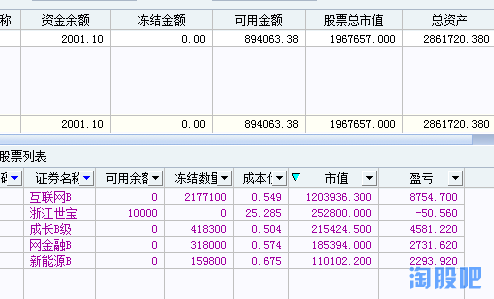 称 资金余额 冻结金额 可用金额 股票总市值 总资产
2001.10 0.00 894063.38 1967657.000 2861720.380
2001.10 0.00 894063.38 1967657.000 2861720.380
股票列表
证券名称 可用余额 冻结数量 成本价 市值 盈亏
互联网B 0 2177100 0.549 1203936.300 8754.700
浙江世宝 10000 0 25.285 252800.000 -50.560
成长B级 0 418300 0.504 215424.500 4581.220
网金融B 0 318000 0.574 185394.000 2731.620
新能源B 0 159800 0.675 110102.200 2293.920
淘股吧